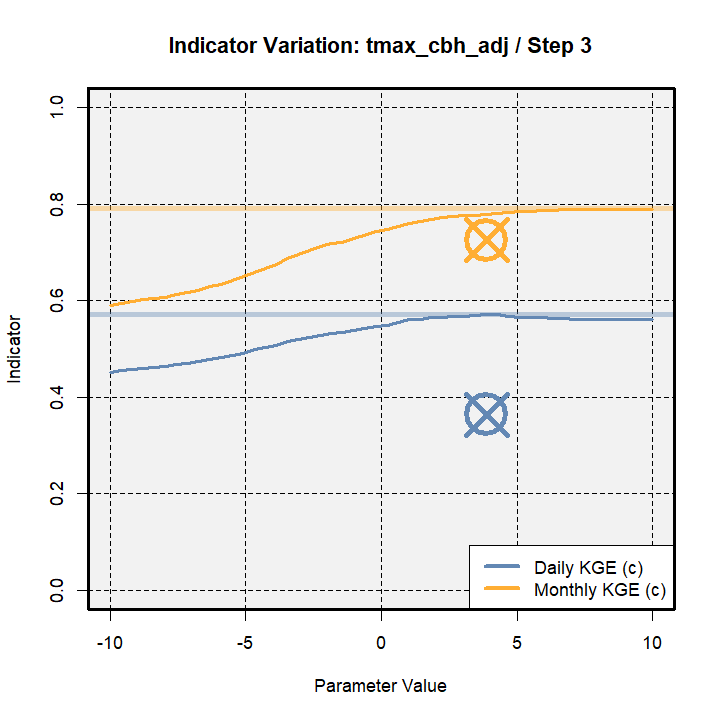 Indicator Variation: tmax_cbh_adj / Step 3
Indicator
1.0
0.8
0.6
0.4
0.2
0.0
-10 -5 0 5 10
Parameter Value
Daily KGE (c)
Monthly KGE (c)